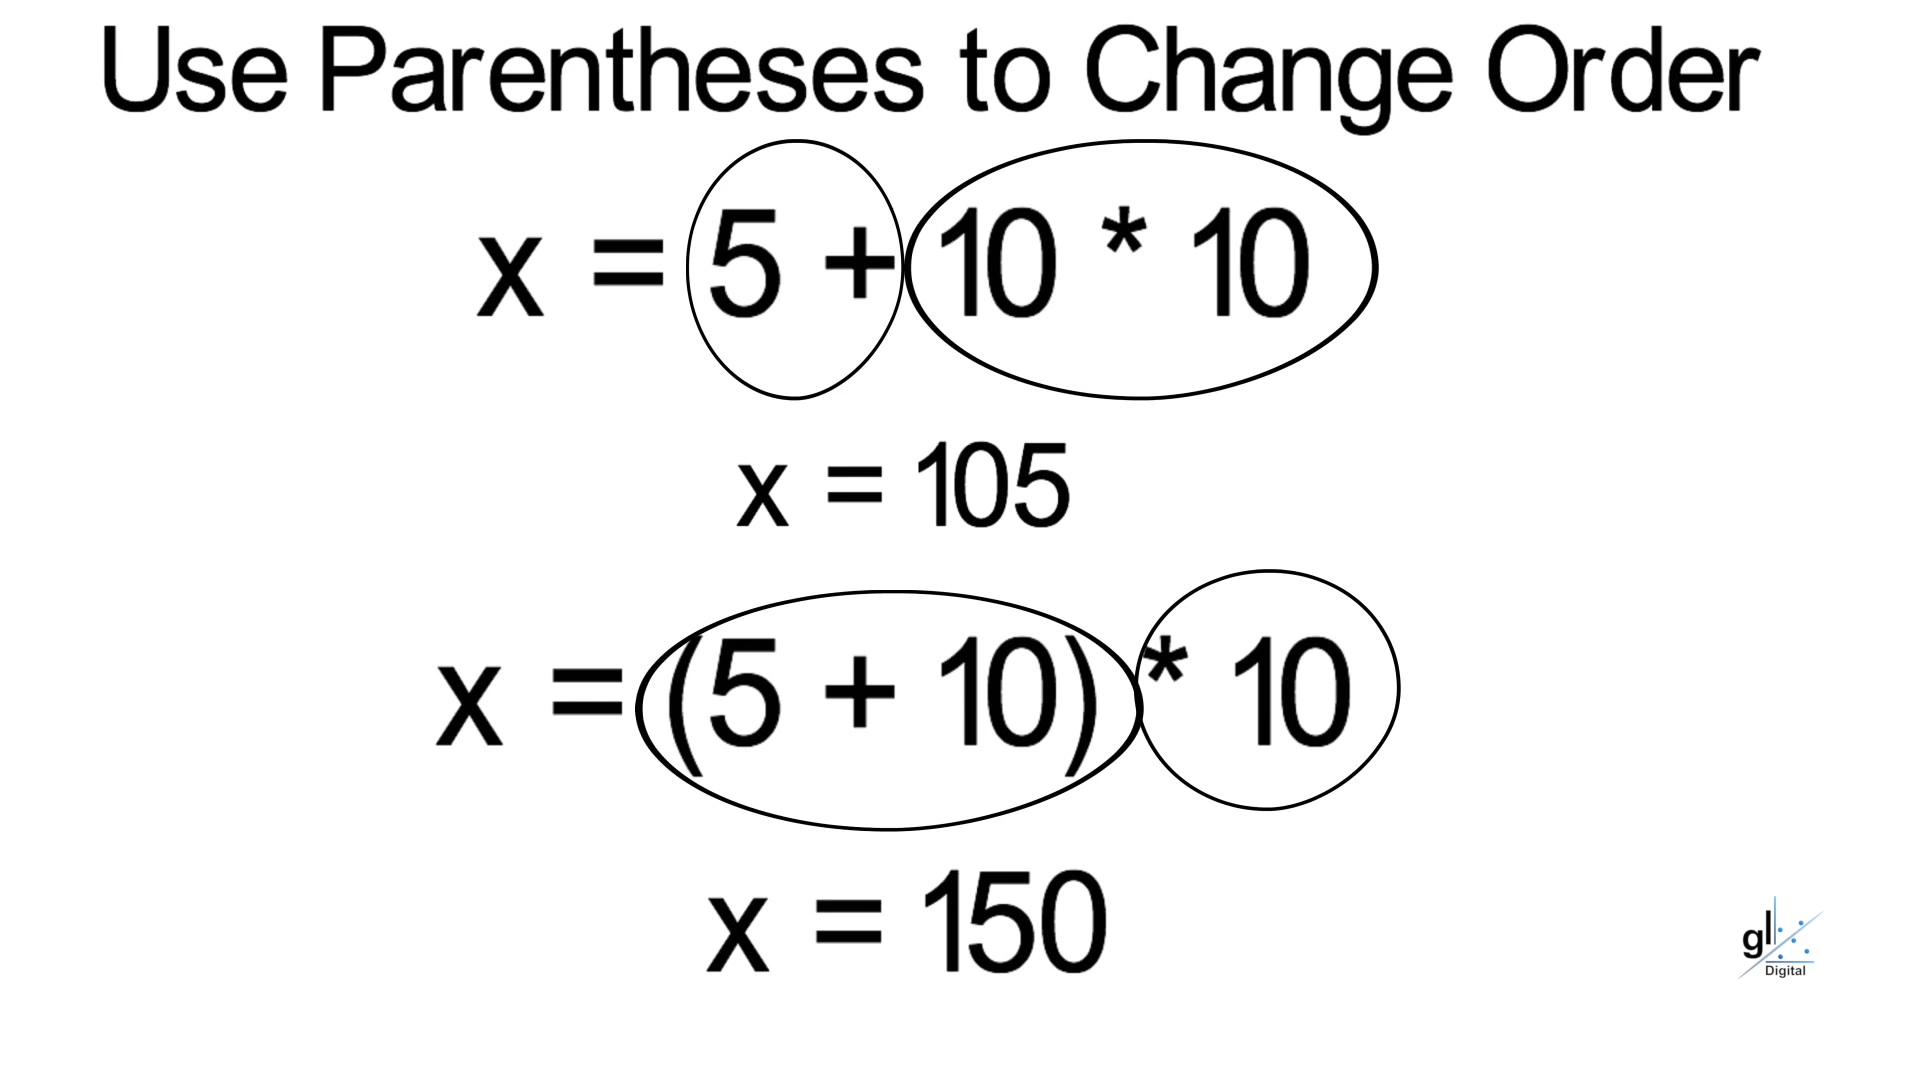 Use Parentheses to Change Order
x = 5 + 10 * 10
x = 105
x = (5 + 10) * 10
x = 150
gl
Digital